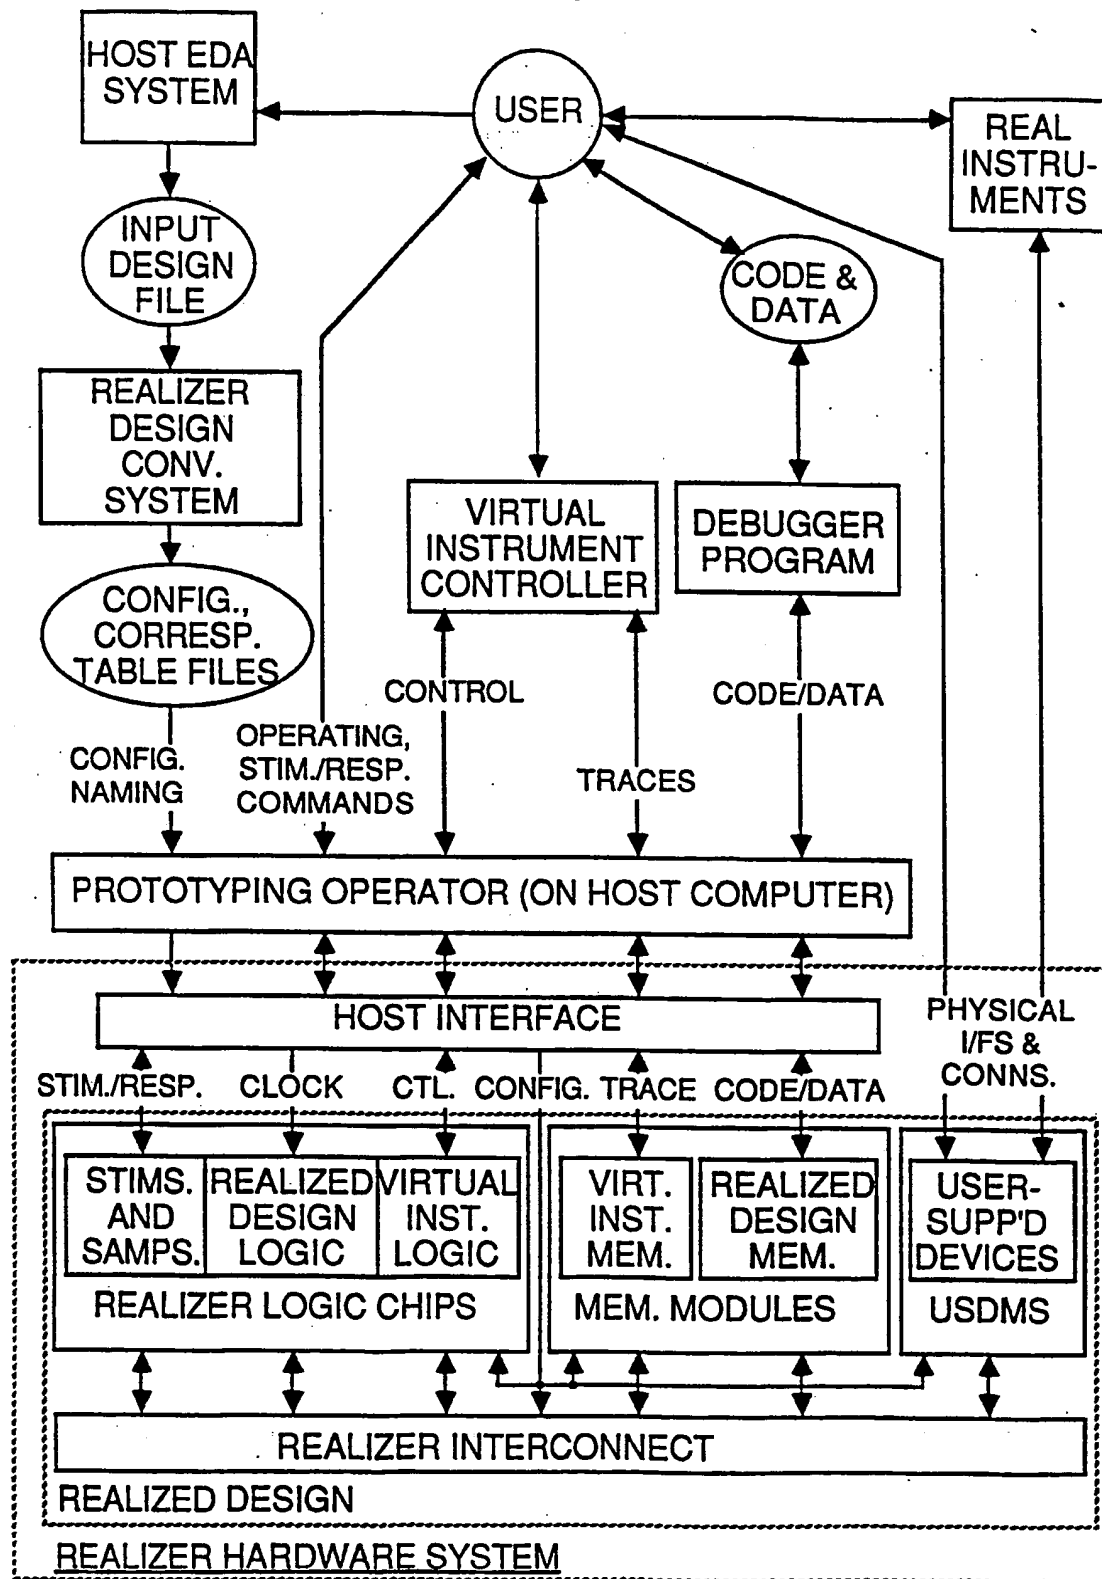 HOST EDA
SYSTEM
USER
REAL
INSTRU-
MENTS
INPUT
DESIGN
FILE
CODE &
DATA
REALIZER
DESIGN
CONV.
SYSTEM
VIRTUAL
INSTRUMENT
CONTROLLER
DEBUGGER
PROGRAM
CONFIG.,
CORRESP.
TABLE FILES
CONTROL
CODE/DATA
CONFIG.
NAMING
OPERATING,
STIM./RESP.
COMMANDS
TRACES
PROTOTYPING OPERATOR (ON HOST COMPUTER)
HOST INTERFACE
PHYSICAL
I/FS &
CONNS.
STIM./RESP.
CLOCK
CTL.
CONFIG.
TRACE
CODE/DATA
STIMS.
AND
SAMPS.
REALIZED
DESIGN
LOGIC
VIRTUAL
INST.
LOGIC
REALIZER LOGIC CHIPS
VIRT.
INST.
MEM.
REALIZED
DESIGN
MEM.
MEM. MODULES
USER-
SUPP'D
DEVICES
USDMS
REALIZER INTERCONNECT
REALIZED DESIGN
REALIZER HARDWARE SYSTEM